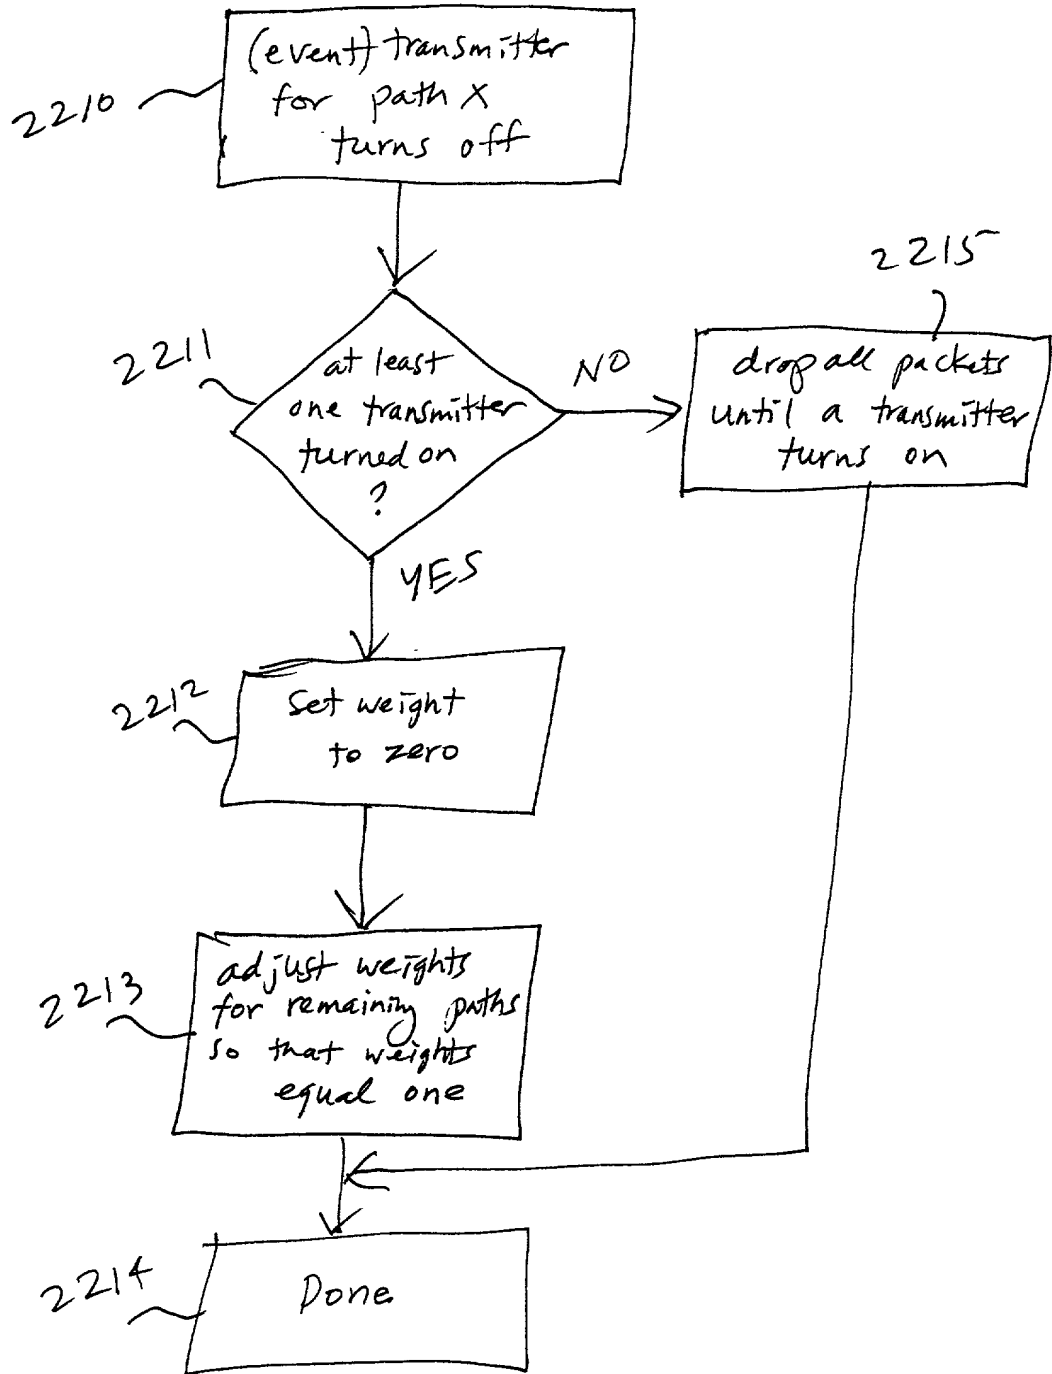 2210
(event) transmitter
for path X
turns off
2211
at least
one transmitter
turned on
?
NO
2215
drop all packets
until a transmitter
turns on
YES
2212
Set weight
to zero
2213
adjust weights
for remaining paths
so that weights
equal one
2214
Done